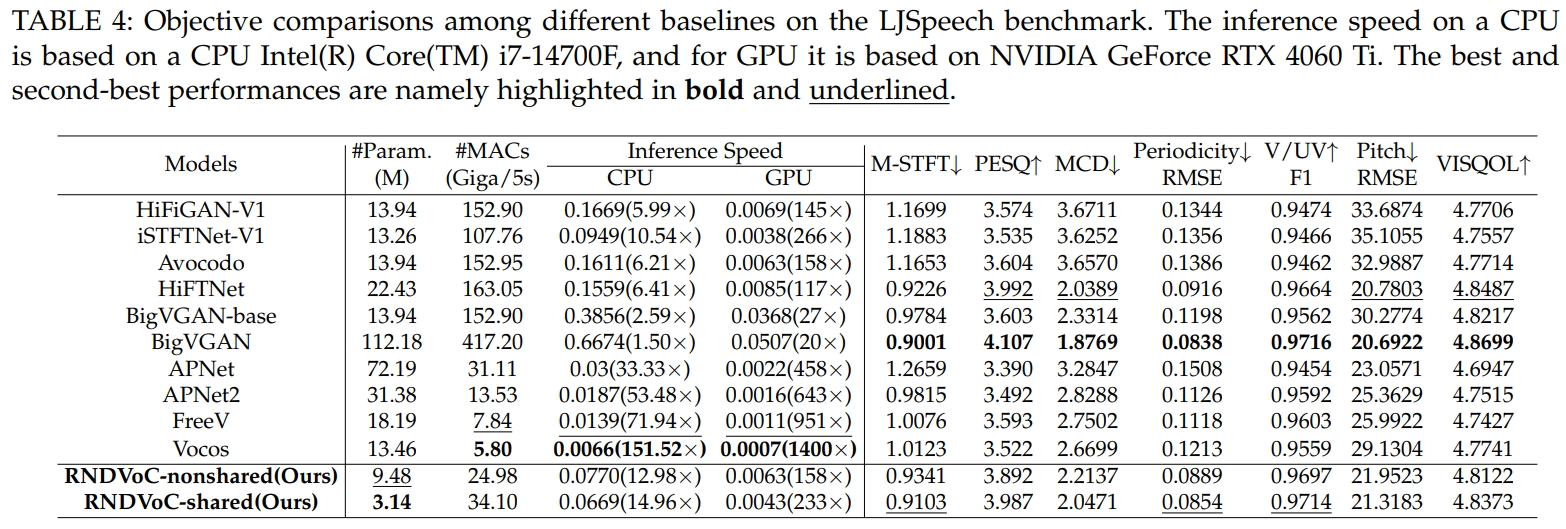 TABLE 4: Objective comparisons among different baselines on the LJSpeech benchmark. The inference speed on a CPU
is based on a CPU Intel(R) Core(TM) i7-14700F, and for GPU it is based on NVIDIA GeForce RTX 4060 Ti. The best and
second-best performances are namely highlighted in bold and underlined.
Models #Param. (M) #MACs (Giga/5s) Inference Speed CPU GPU M-STFT↓ PESQ↑ MCD↓ Periodicity↓ RMSE V/UV↑ F1 Pitch↓ RMSE VISQOL↑
HiFiGAN-V1 13.94 152.90 0.1669(5.99×) 0.0069(145×) 1.1699 3.574 3.6711 0.1344 0.9474 33.6874 4.7706
iSTFTNet-V1 13.26 107.76 0.0949(10.54×) 0.0038(266×) 1.1883 3.535 3.6252 0.1356 0.9466 35.1055 4.7557
Avocodo 13.94 152.95 0.1611(6.21×) 0.0063(158×) 1.1653 3.604 3.6570 0.1386 0.9462 32.9887 4.7714
HiFTNet 22.43 163.05 0.1559(6.41×) 0.0085(117×) 0.9226 3.992 2.0389 0.0916 0.9664 20.7803 4.8487
BigVGAN-base 13.94 152.90 0.3856(2.59×) 0.0368(27×) 0.9784 3.603 2.3314 0.1198 0.9562 30.2774 4.8217
BigVGAN 112.18 417.20 0.6674(1.50×) 0.0507(20×) 0.9001 4.107 1.8769 0.0838 0.9716 20.6922 4.8699
APNet 72.19 31.11 0.03(33.33×) 0.0022(458×) 1.2659 3.390 3.2847 0.1508 0.9454 23.0571 4.6947
APNet2 31.38 13.53 0.0187(53.48×) 0.0016(643×) 0.9815 3.492 2.8288 0.1126 0.9592 25.3629 4.7515
FreeV 18.19 7.84 0.0139(71.94×) 0.0011(951×) 1.0076 3.593 2.7502 0.1118 0.9603 25.9922 4.7427
Vocos 13.46 5.80 0.0066(151.52×) 0.0007(1400×) 1.0123 3.522 2.6699 0.1213 0.9559 29.1304 4.7741
RNDVoC-nonshared(Ours) 9.48 24.98 0.0770(12.98×) 0.0063(158×) 0.9341 3.892 2.2137 0.0889 0.9697 21.9523 4.8122
RNDVoC-shared(Ours) 3.14 34.10 0.0669(14.96×) 0.0043(233×) 0.9103 3.987 2.0471 0.0854 0.9714 21.3183 4.8373